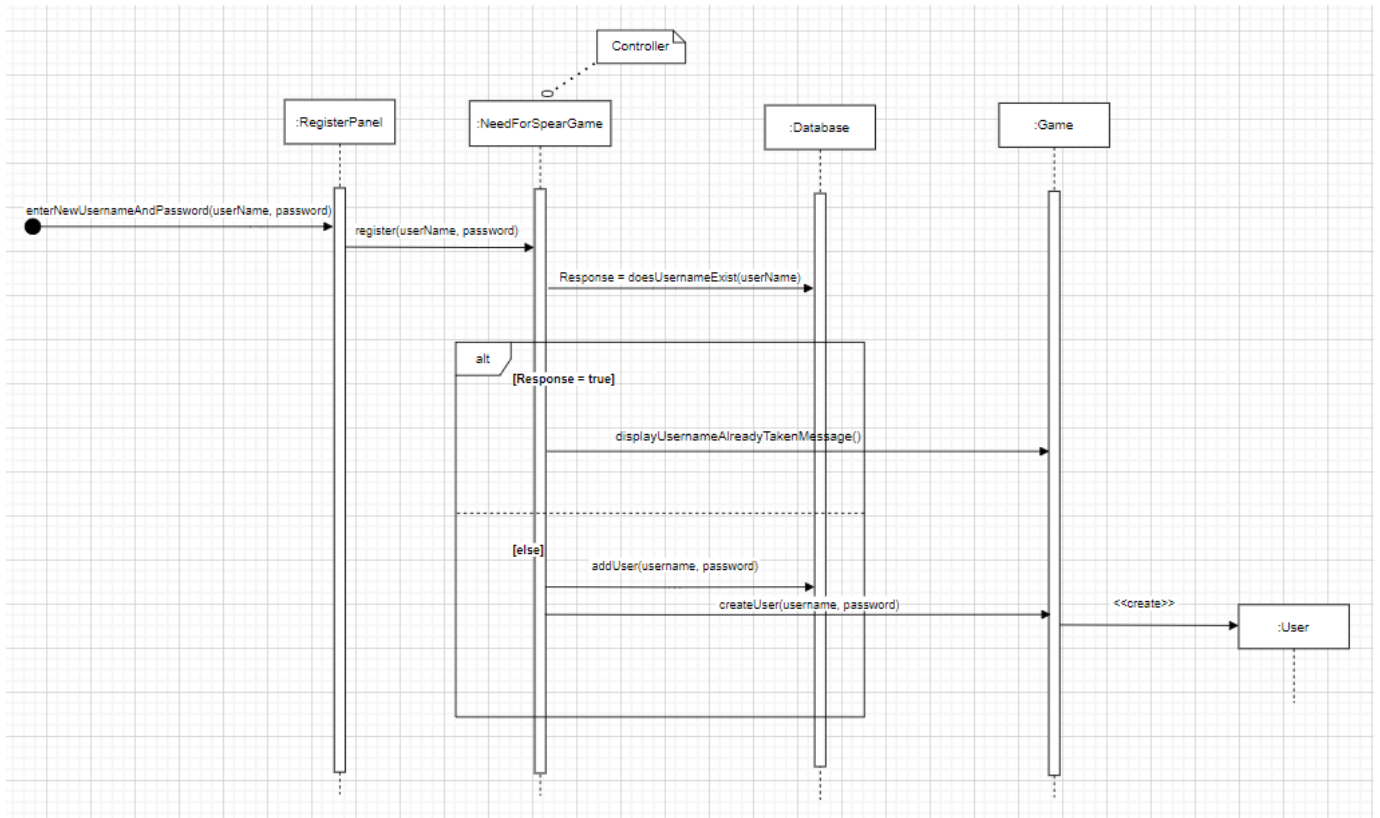 Controller
:RegisterPanel
:NeedForSpearGame
:Database
:Game
enterNewUsernameAndPassword(userName, password)
register(userName, password)
Response = doesUsernameExist(userName)
alt
[Response = true]
displayUsernameAlreadyTakenMessage()
[else]
addUser(username, password)
createUser(username, password)
<<create>>
:User